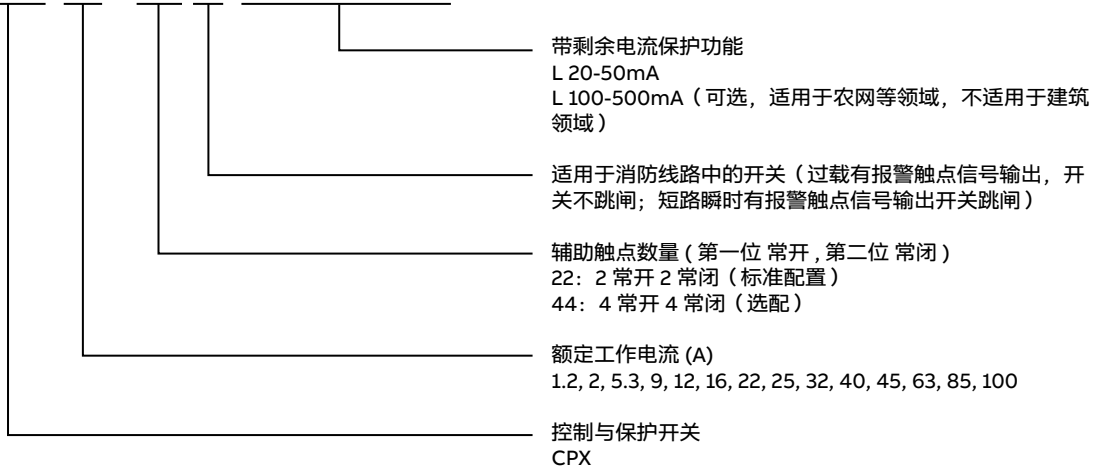 带剩余电流保护功能
L 20-50mA
L 100-500mA（可选，适用于农网等领域，不适用于建筑
领域）
适用于消防线路中的开关（过载有报警触点信号输出，开
关不跳闸；短路瞬时有报警触点信号输出开关跳闸）
辅助触点数量 ( 第一位 常开 , 第二位 常闭 )
22：2 常开 2 常闭（标准配置）
44：4 常开 4 常闭（选配）
额定工作电流 (A)
1.2, 2, 5.3, 9, 12, 16, 22, 25, 32, 40, 45, 63, 85, 100
控制与保护开关
CPX